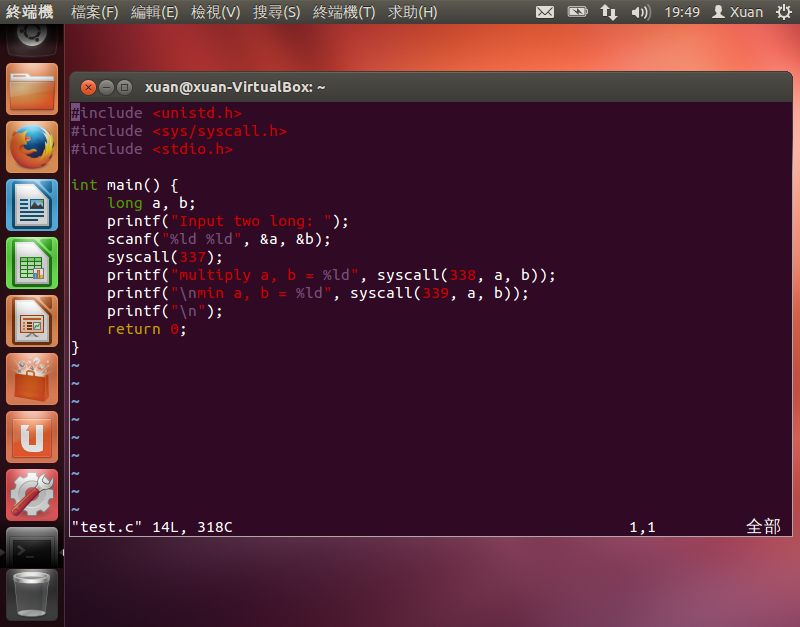 終端機 檔案(F) 編輯(E) 檢視(V) 搜尋(S) 終端機(T) 求助(H) 19:49 Xuan
xuan@xuan-VirtualBox: ~
#include <unistd.h>
#include <sys/syscall.h>
#include <stdio.h>
int main() {
    long a, b;
    printf("Input two long: ");
    scanf("%ld %ld", &a, &b);
    syscall(337);
    printf("multiply a, b = %ld", syscall(338, a, b));
    printf("\nmin a, b = %ld", syscall(339, a, b));
    printf("\n");
    return 0;
}
~
~
~
~
~
~
~
~
~
"test.c" 14L, 318C 1,1 全部